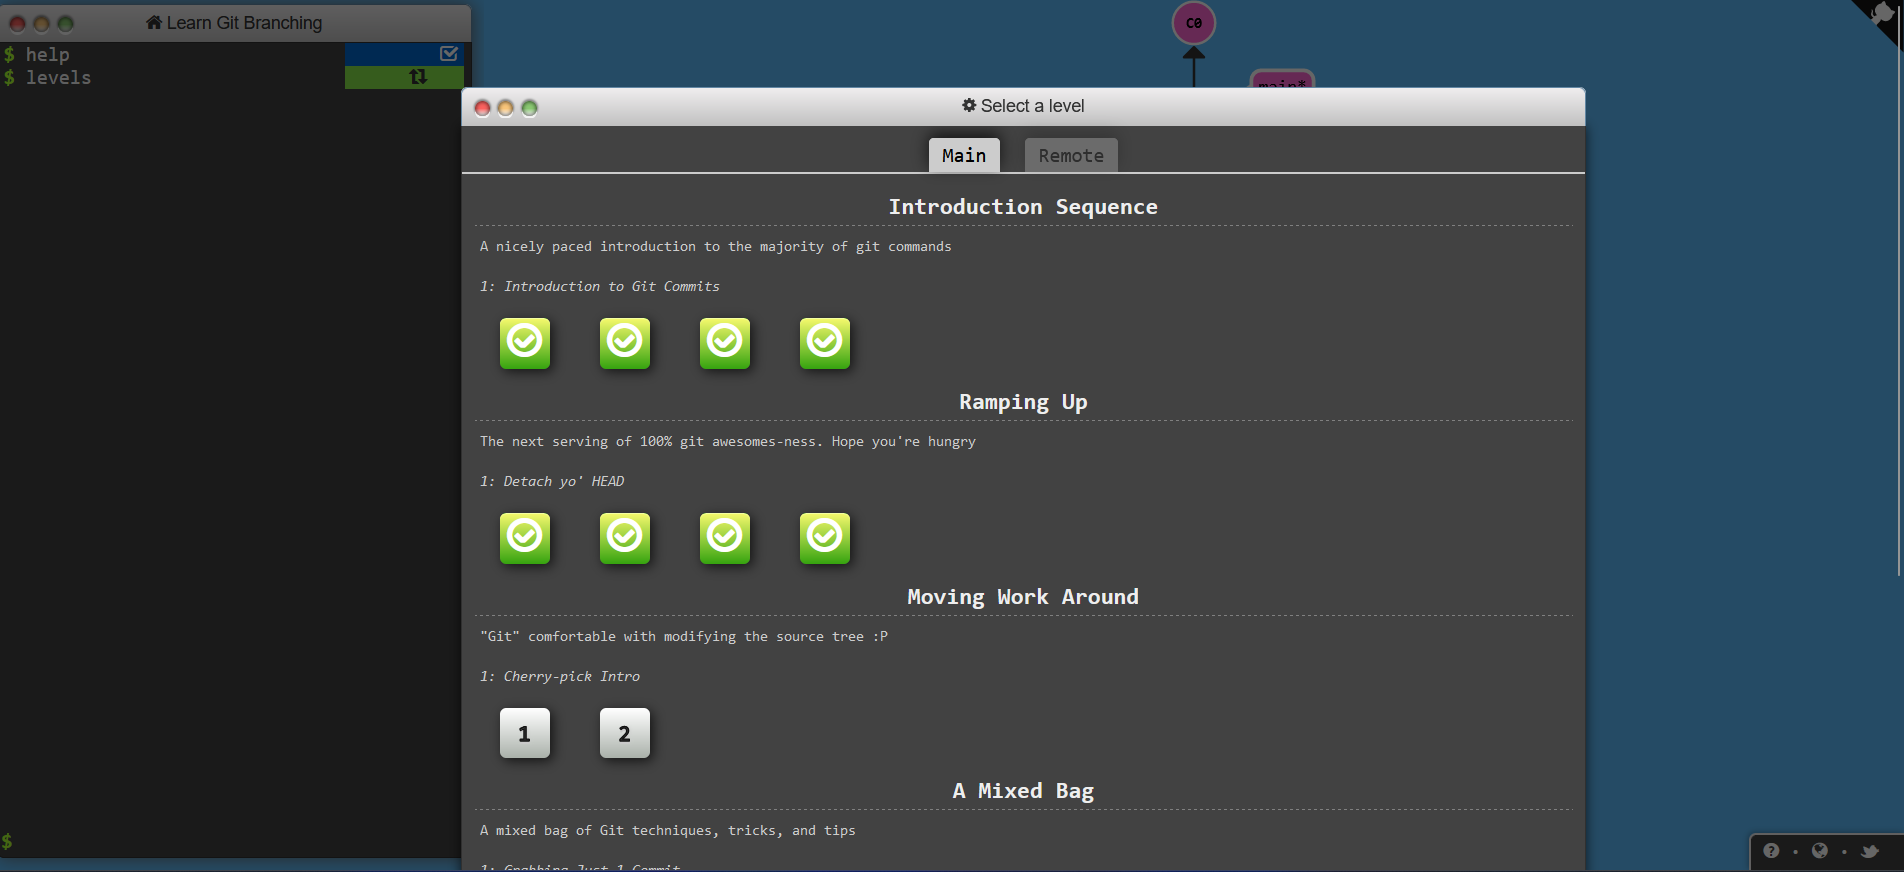 Learn Git Branching
$ help
$ levels
$
C0
main*
Select a level
Main
Remote
Introduction Sequence
A nicely paced introduction to the majority of git commands
1: Introduction to Git Commits
Ramping Up
The next serving of 100% git awesomes-ness. Hope you're hungry
1: Detach yo' HEAD
Moving Work Around
"Git" comfortable with modifying the source tree :P
1: Cherry-pick Intro
1 2
A Mixed Bag
A mixed bag of Git techniques, tricks, and tips
1: Grabbing Just 1 Commit